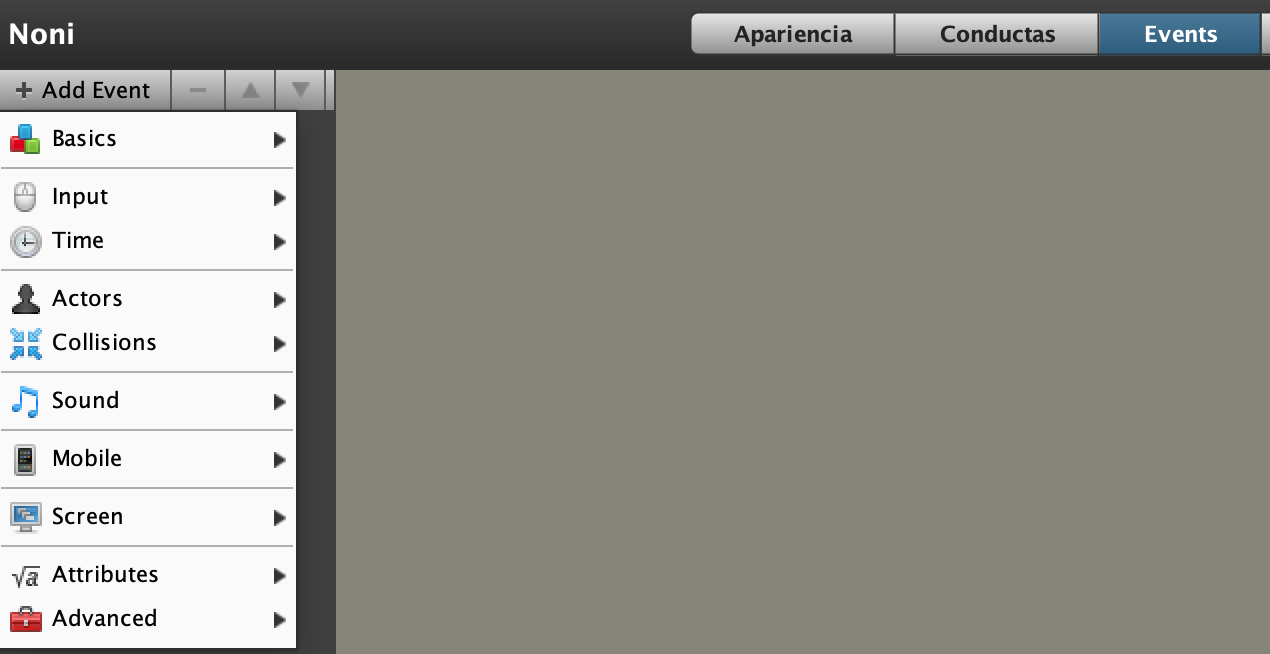 Noni
Apariencia Conductas Events
Add Event
Basics
Input
Time
Actors
Collisions
Sound
Mobile
Screen
Attributes
Advanced